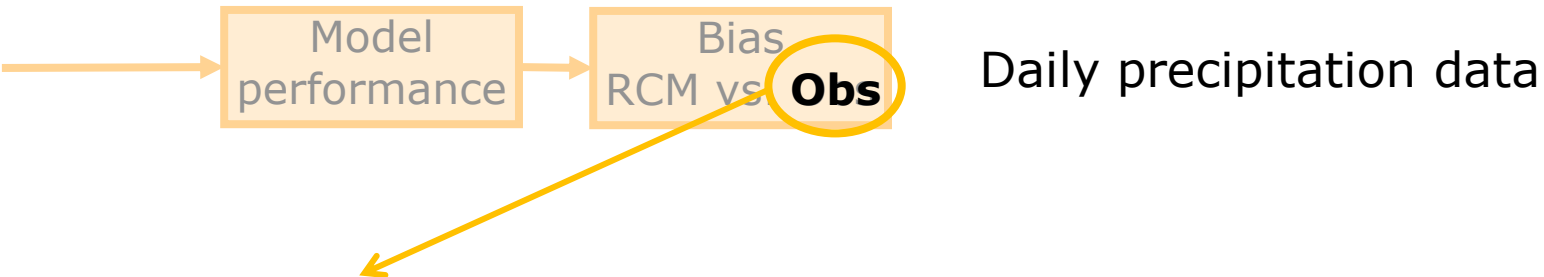 Model
performance
Bias
RCM vs. Obs
Daily precipitation data